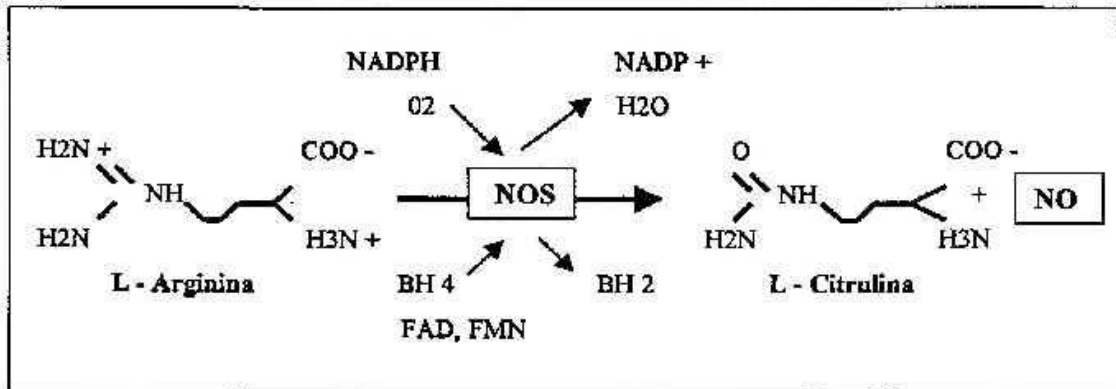 NADPH NADP +
02 H2O
H2N + COO - O COO -
NH NOS NH + NO
H2N H3N + H2N H3N
L - Arginina BH 4 BH 2 L - Citrulina
FAD, FMN